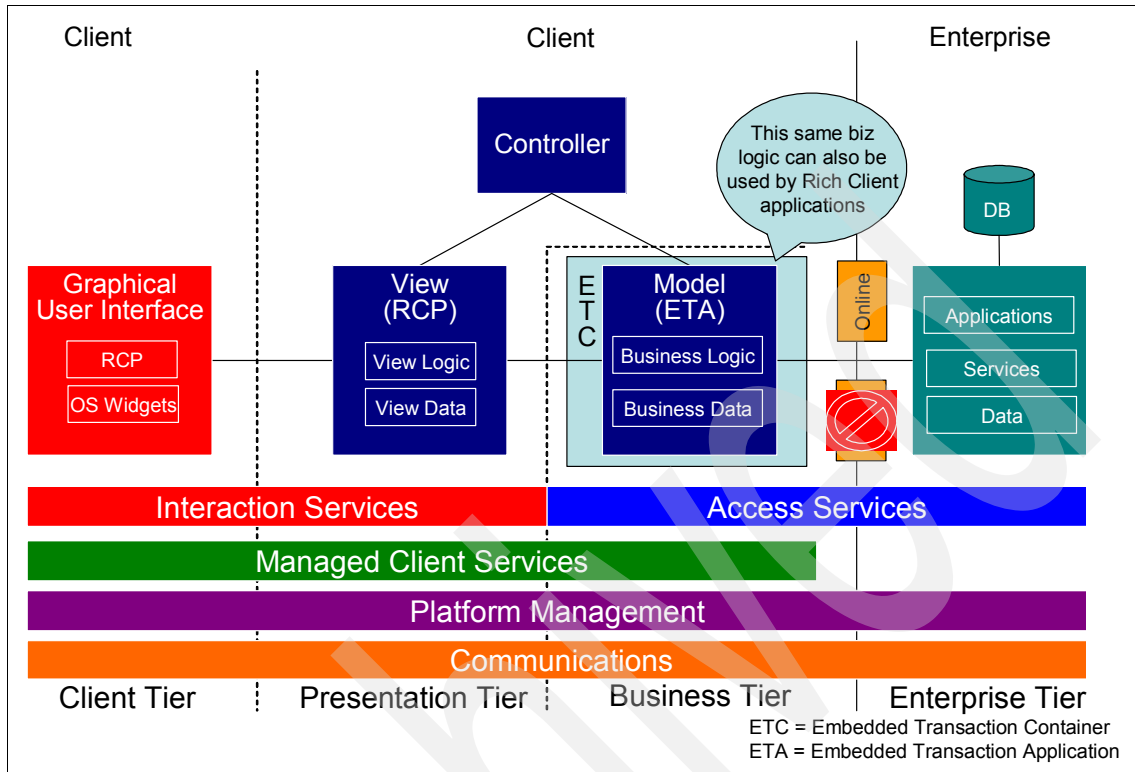 Client
Client
Enterprise
Controller
This same biz
logic can also be
used by Rich Client
applications
DB
Graphical
User Interface
RCP
OS Widgets
View
(RCP)
View Logic
View Data
E
T
C
Model
(ETA)
Business Logic
Business Data
Online
Applications
Services
Data
Interaction Services
Access Services
Managed Client Services
Platform Management
Communications
Client Tier
Presentation Tier
Business Tier
Enterprise Tier
ETC = Embedded Transaction Container
ETA = Embedded Transaction Application